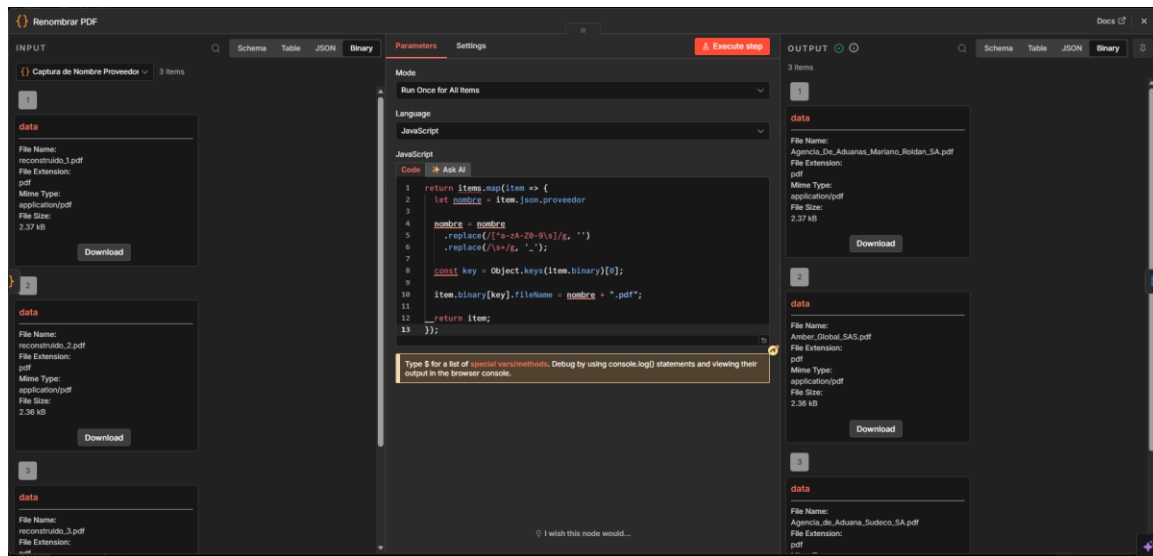 {} Renombrar PDF
Docs
INPUT
Schema Table JSON Binary
{} Captura de Nombre Proveedor
3 items
1
data
File Name:
reconstruido_1.pdf
File Extension:
pdf
Mime Type:
application/pdf
File Size:
2.37 kB
Download
2
data
File Name:
reconstruido_2.pdf
File Extension:
pdf
Mime Type:
application/pdf
File Size:
2.36 kB
Download
3
data
File Name:
reconstruido_3.pdf
File Extension:
Parameters Settings
Execute step
Mode
Run Once for All Items
Language
JavaScript
JavaScript
Code Ask AI
1 return items.map(item => {
2 let nombre = item.json.proveedor
3
4 nombre = nombre
5 .replace(/[^a-zA-Z0-9\s]/g, '')
6 .replace(/\s+/g, '_');
7
8 const key = Object.keys(item.binary)[0];
9
10 item.binary[key].fileName = nombre + ".pdf";
11
12 return item;
13 });
Type $ for a list of special vars/methods. Debug by using console.log() statements and viewing their
output in the browser console.
I wish this node would...
OUTPUT
Schema Table JSON Binary
3 items
1
data
File Name:
Agencia_De_Aduanas_Mariano_Roldan_SA.pdf
File Extension:
pdf
Mime Type:
application/pdf
File Size:
2.37 kB
Download
2
data
File Name:
Amber_Global_SAS.pdf
File Extension:
pdf
Mime Type:
application/pdf
File Size:
2.36 kB
Download
3
data
File Name:
Agencia_de_Aduana_Sudeco_SA.pdf
File Extension:
pdf